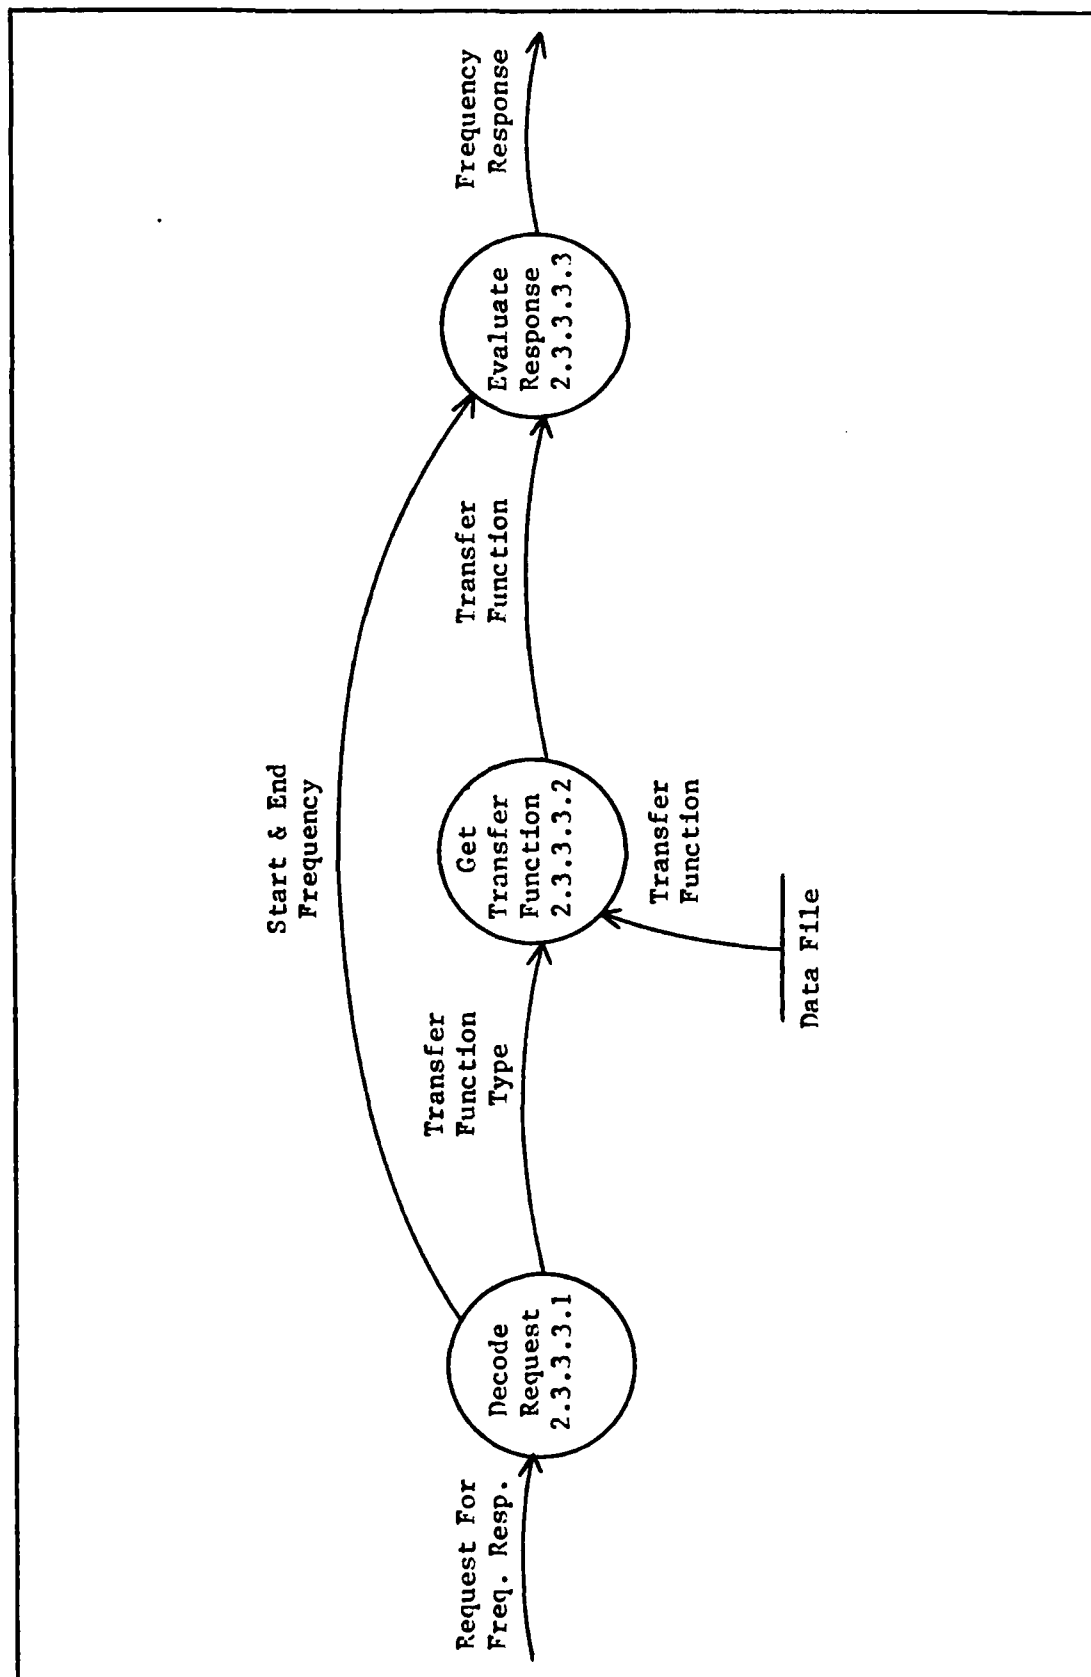 Request For
Freq. Resp.
Decode
Request
2.3.3.3.1
Start & End
Frequency
Transfer
Function
Type
Get
Transfer
Function
2.3.3.3.2
Transfer
Function
Data File
Transfer
Function
Evaluate
Response
2.3.3.3.3
Frequency
Response